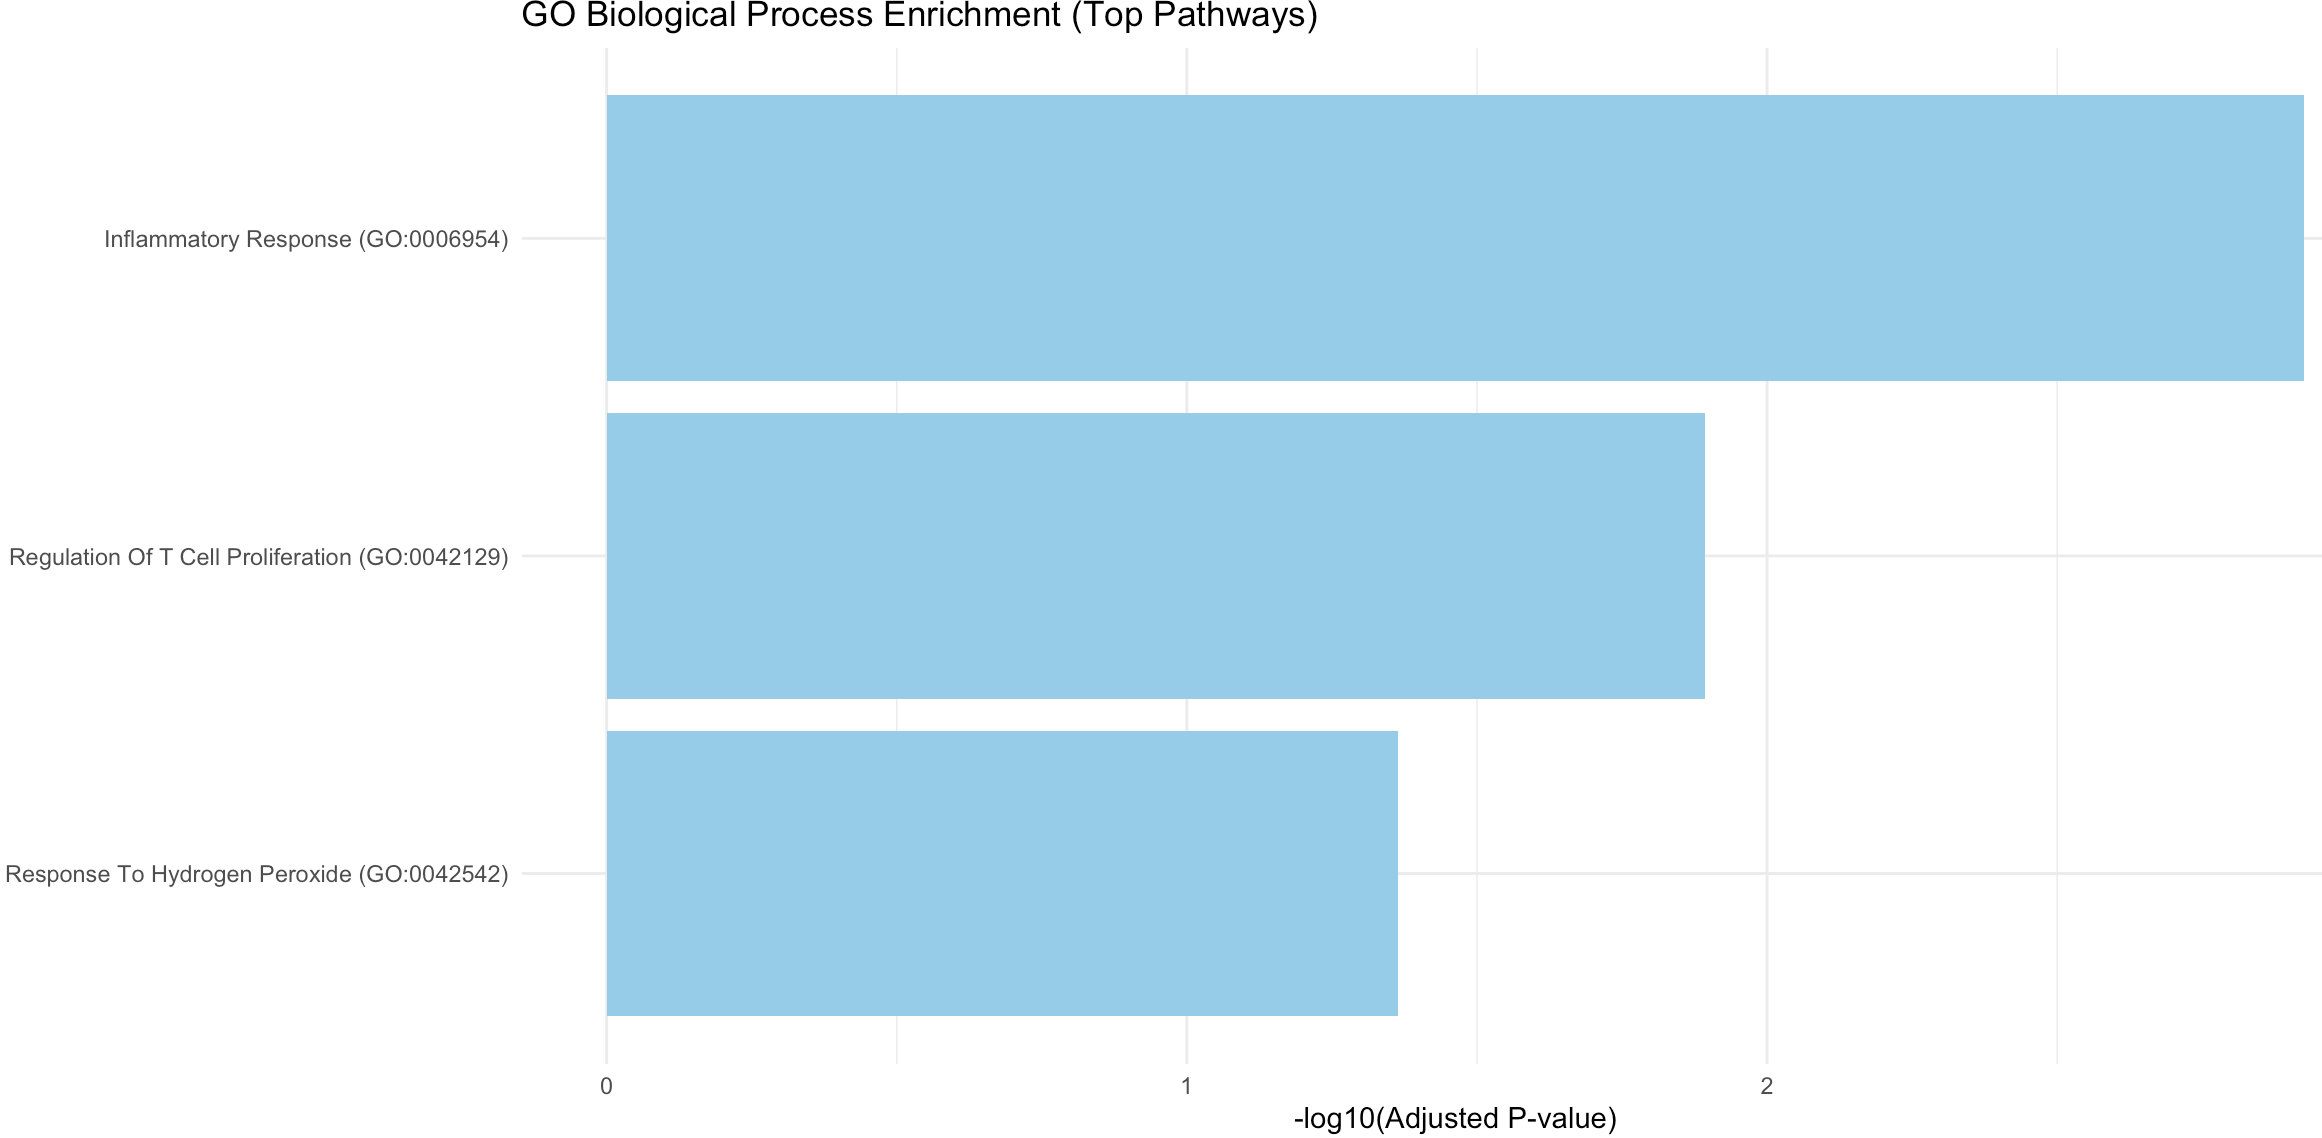 GO Biological Process Enrichment (Top Pathways)
Inflammatory Response (GO:0006954)
Regulation Of T Cell Proliferation (GO:0042129)
Response To Hydrogen Peroxide (GO:0042542)
0 1 2
-log10(Adjusted P-value)